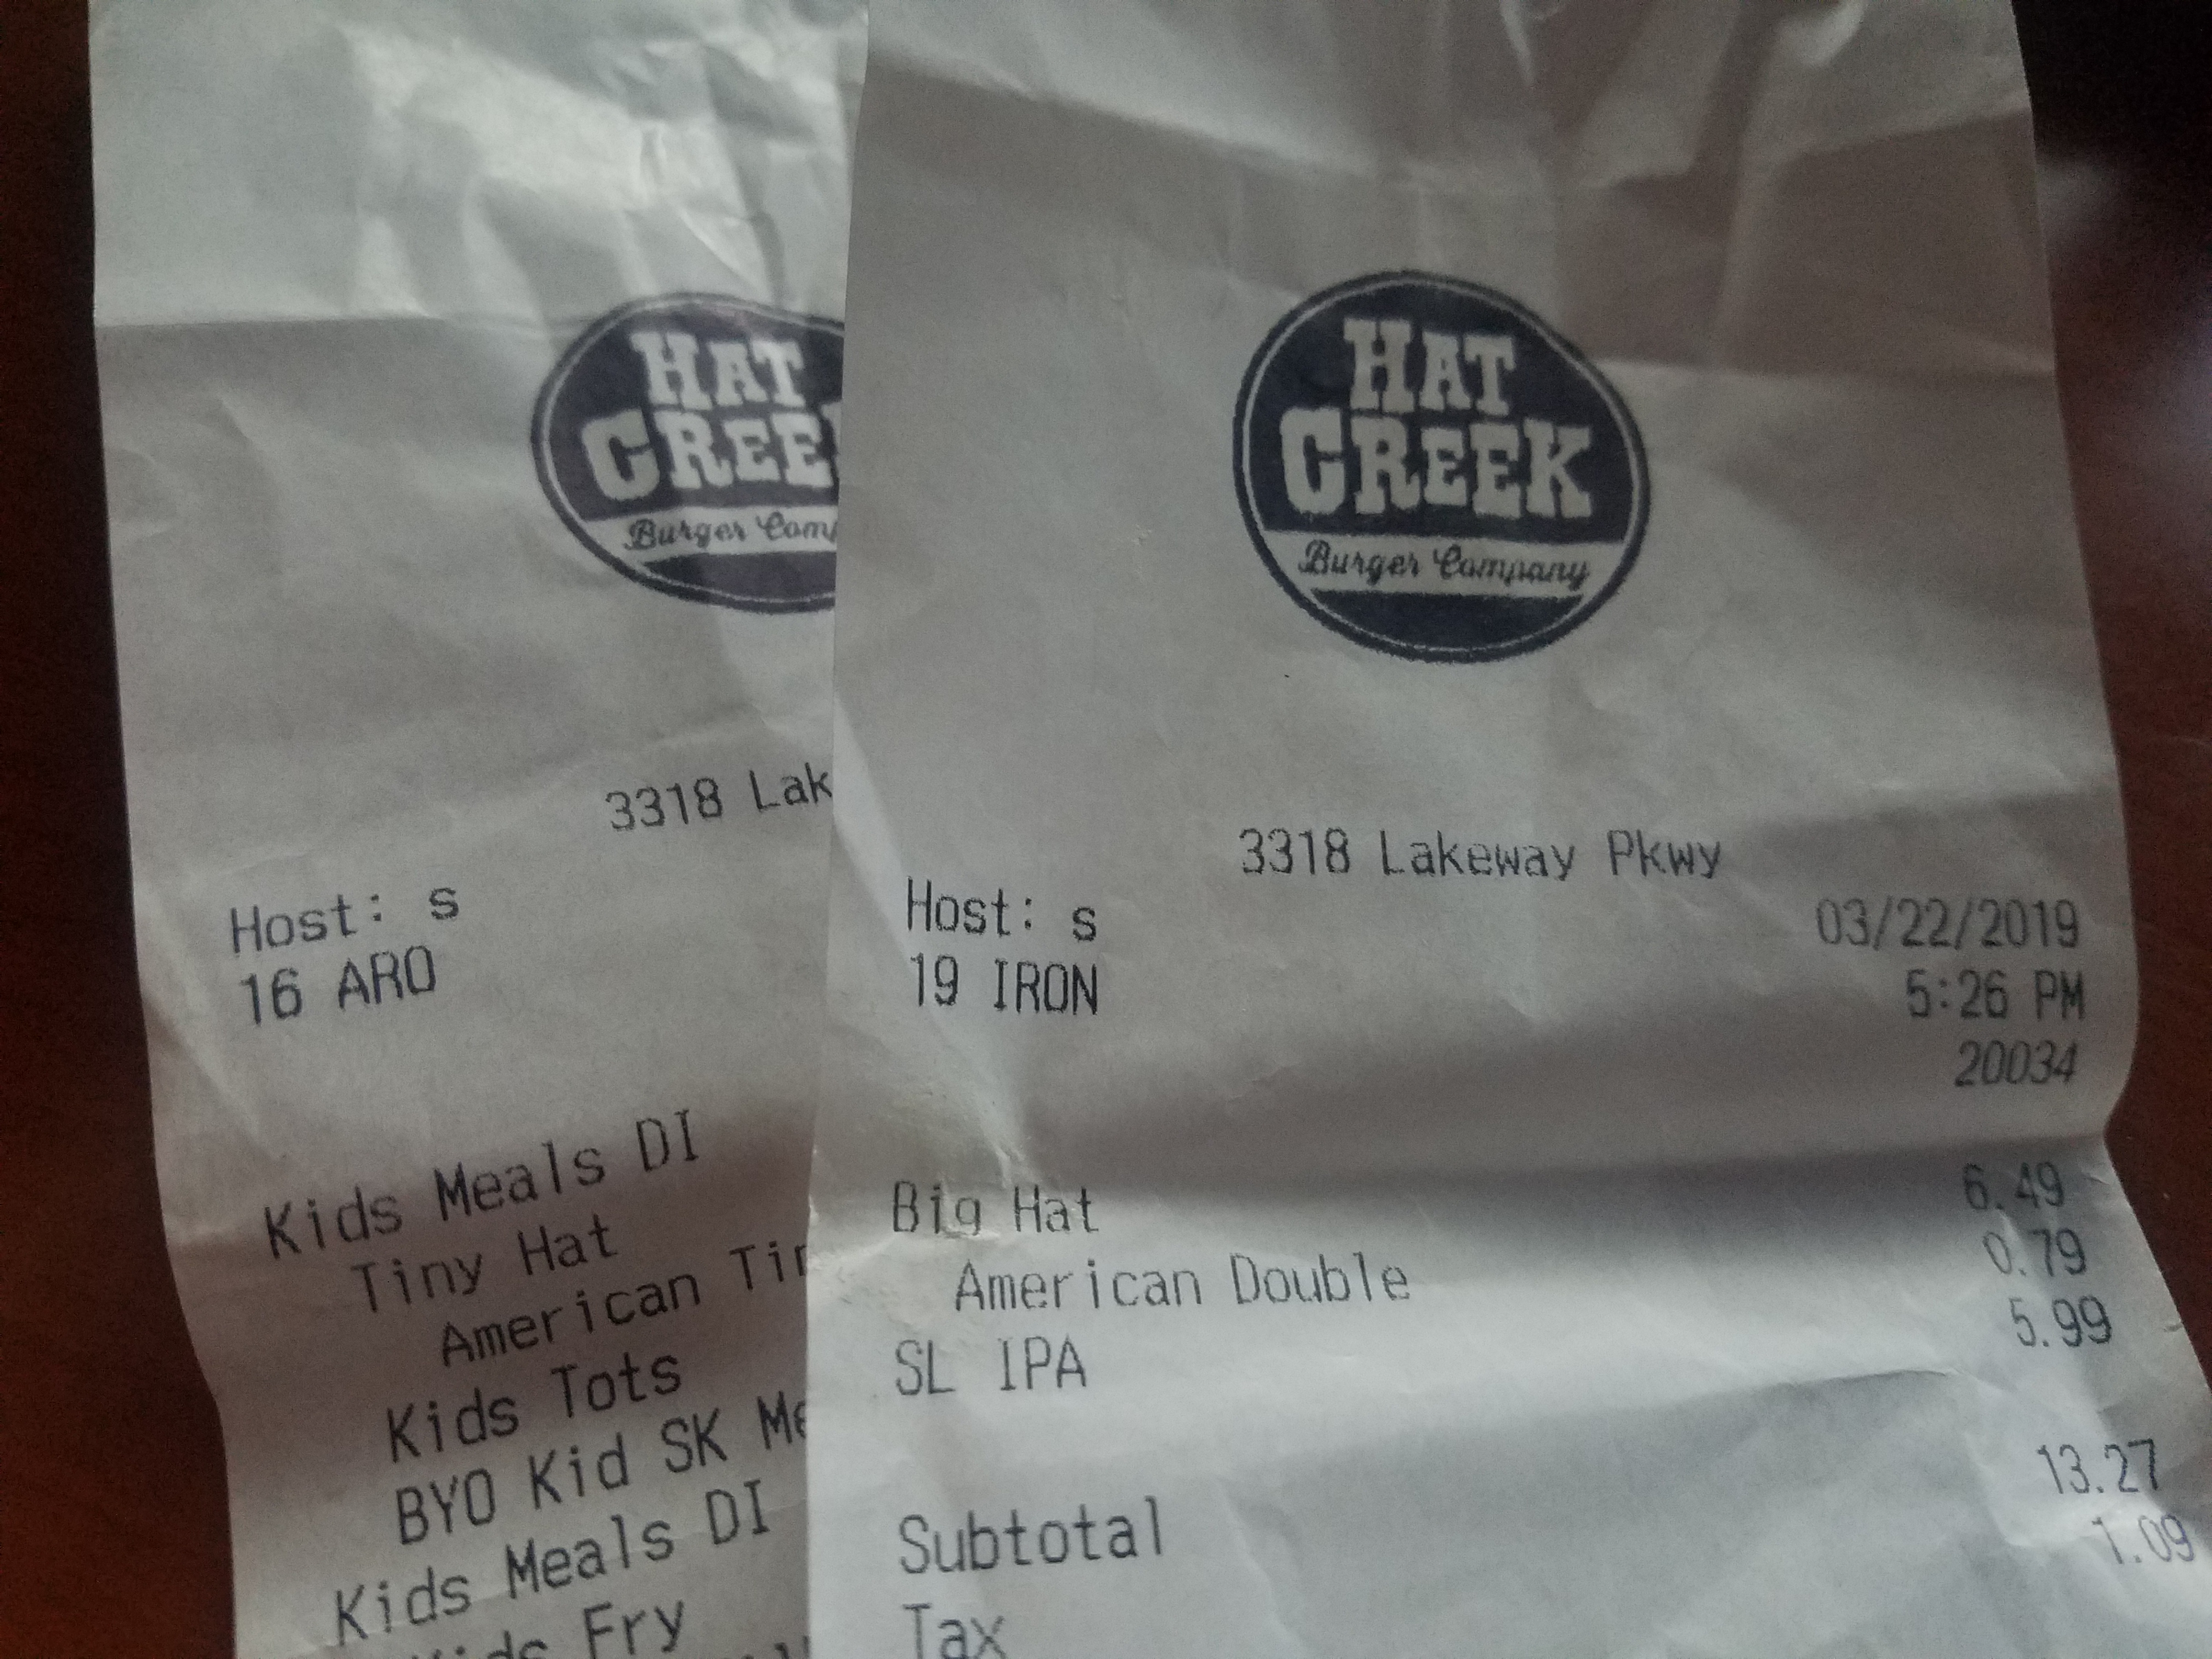 HAT
CREE
Burger Comp
3318 Lak
Host: s
16 ARO
Kids Meals DI
Tiny Hat
American Tin
Kids Tots
BYO Kid SK Me
Kids Meals DI
Kids Fry
HAT
CREEK
Burger Company
3318 Lakeway Pkwy
Host: s
03/22/2019
19 IRON
5:26 PM
20034
Big Hat 6.49
American Double 0.79
SL IPA 5.99
Subtotal 13.27
Tax 1.09